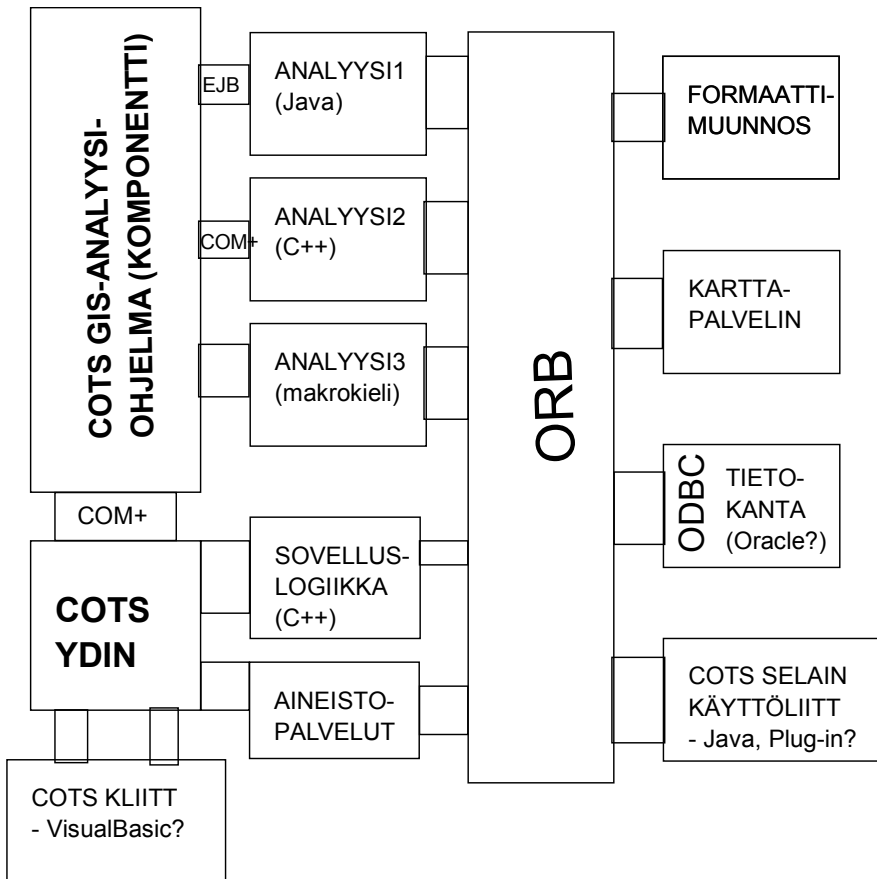 COTS GIS-ANALYYSI-
OHJELMA (KOMPONENTTI)
EJB
ANALYYSI1
(Java)
COM+
ANALYYSI2
(C++)
ANALYYSI3
(makrokieli)
COM+
COTS
YDIN
SOVELLUS-
LOGIIKKA
(C++)
AINEISTO-
PALVELUT
COTS KLIITT
- VisualBasic?
ORB
FORMAATTI-
MUUNNOS
KARTTA-
PALVELIN
ODBC
TIETO-
KANTA
(Oracle?)
COTS SELAIN
KÄYTTÖLIITT
- Java, Plug-in?